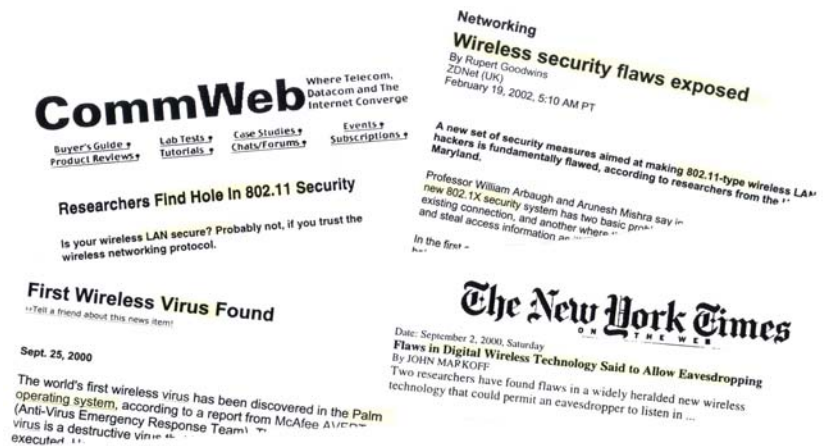 CommWeb
Where Telecom,
Datacom and The
Internet Converge
Buyer's Guide
Product Reviews
Lab Tests
Tutorials
Case Studies
Chats/Forums
Events
Subscriptions
Researchers Find Hole In 802.11 Security
Is your wireless LAN secure? Probably not, if you trust the
wireless networking protocol.
Networking
Wireless security flaws exposed
By Rupert Goodwins
ZDNet (UK)
February 19, 2002, 5:10 AM PT
A new set of security measures aimed at making 802.11-type wireless LAN
hackers is fundamentally flawed, according to researchers from the
Maryland.
Professor William Arbaugh and Arunesh Mishra say in
new 802.1X security system has two basic
existing connection, and another where
and steal access information
In the first
First Wireless Virus Found
Tell a friend about this news item!
Sept. 25, 2000
The world's first wireless virus has been discovered in the Palm
operating system, according to a report from McAfee AVERT
(Anti-Virus Emergency Response Team).
virus is a destructive
executed
The New York Times
ON THE WEB
Date: September 2, 2000, Saturday
Flaws in Digital Wireless Technology Said to Allow Eavesdropping
By JOHN MARKOFF
Two researchers have found flaws in a widely heralded new wireless
technology that could permit an eavesdropper to listen in ...